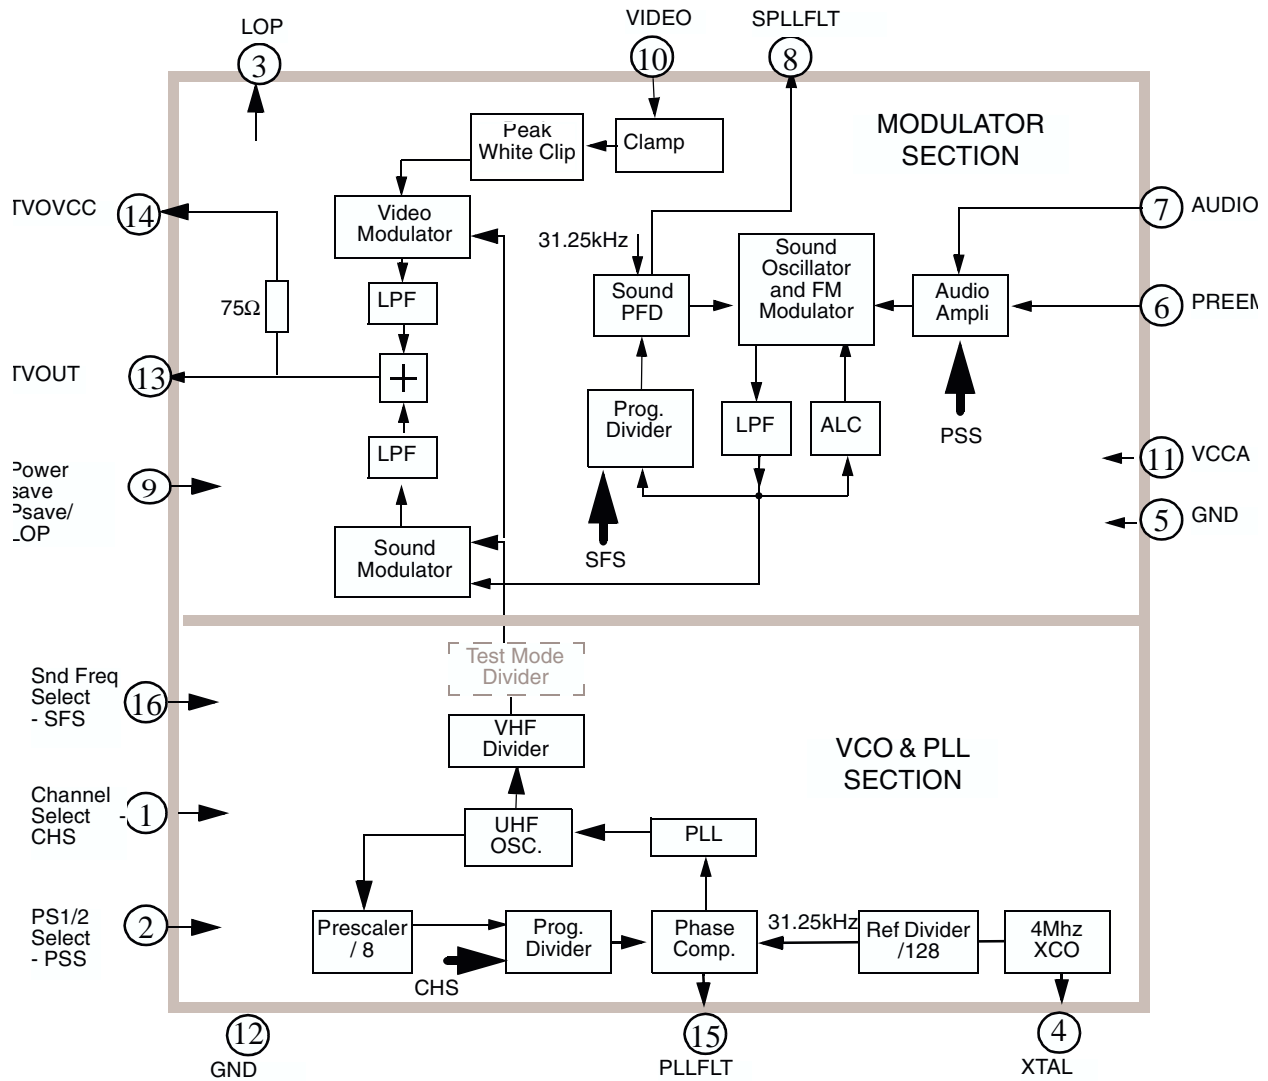 LOP
VIDEO
SPLLFLT
3
10
8
MODULATOR
SECTION
Peak
White Clip
Clamp
TVOVCC
14
Video
Modulator
31.25kHz
Sound
Oscillator
and FM
Modulator
7
AUDIO
75Ω
LPF
Sound
PFD
Audio
Ampli
6
TVOUT
13
+
Prog.
Divider
LPF
ALC
PSS
LPF
11
VCCA
Power
save
Psave/
LOP
9
5
GND
SFS
Sound
Modulator
Test Mode
Divider
Snd Freq
Select
- SFS
16
VHF
Divider
VCO & PLL
SECTION
Channel
Select -
CHS
1
UHF
OSC.
PLL
PS1/2
Select
- PSS
2
Prescaler
/ 8
Prog.
Divider
Phase
Comp.
31.25kHz
Ref Divider
/128
4Mhz
XCO
CHS
12
GND
15
PLLFLT
4
XTAL